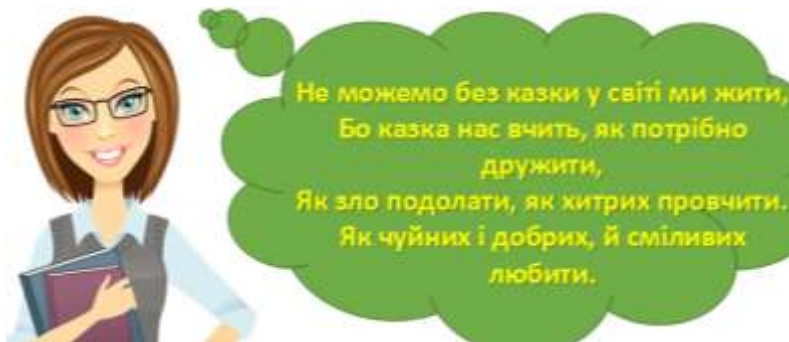 Не можемо без казки у світі ми жити,
Бо казка нас вчить, як потрібно
дружити,
Як зло подолати, як хитрих провчити.
Як чуйних і добрих, й сміливих
любити.